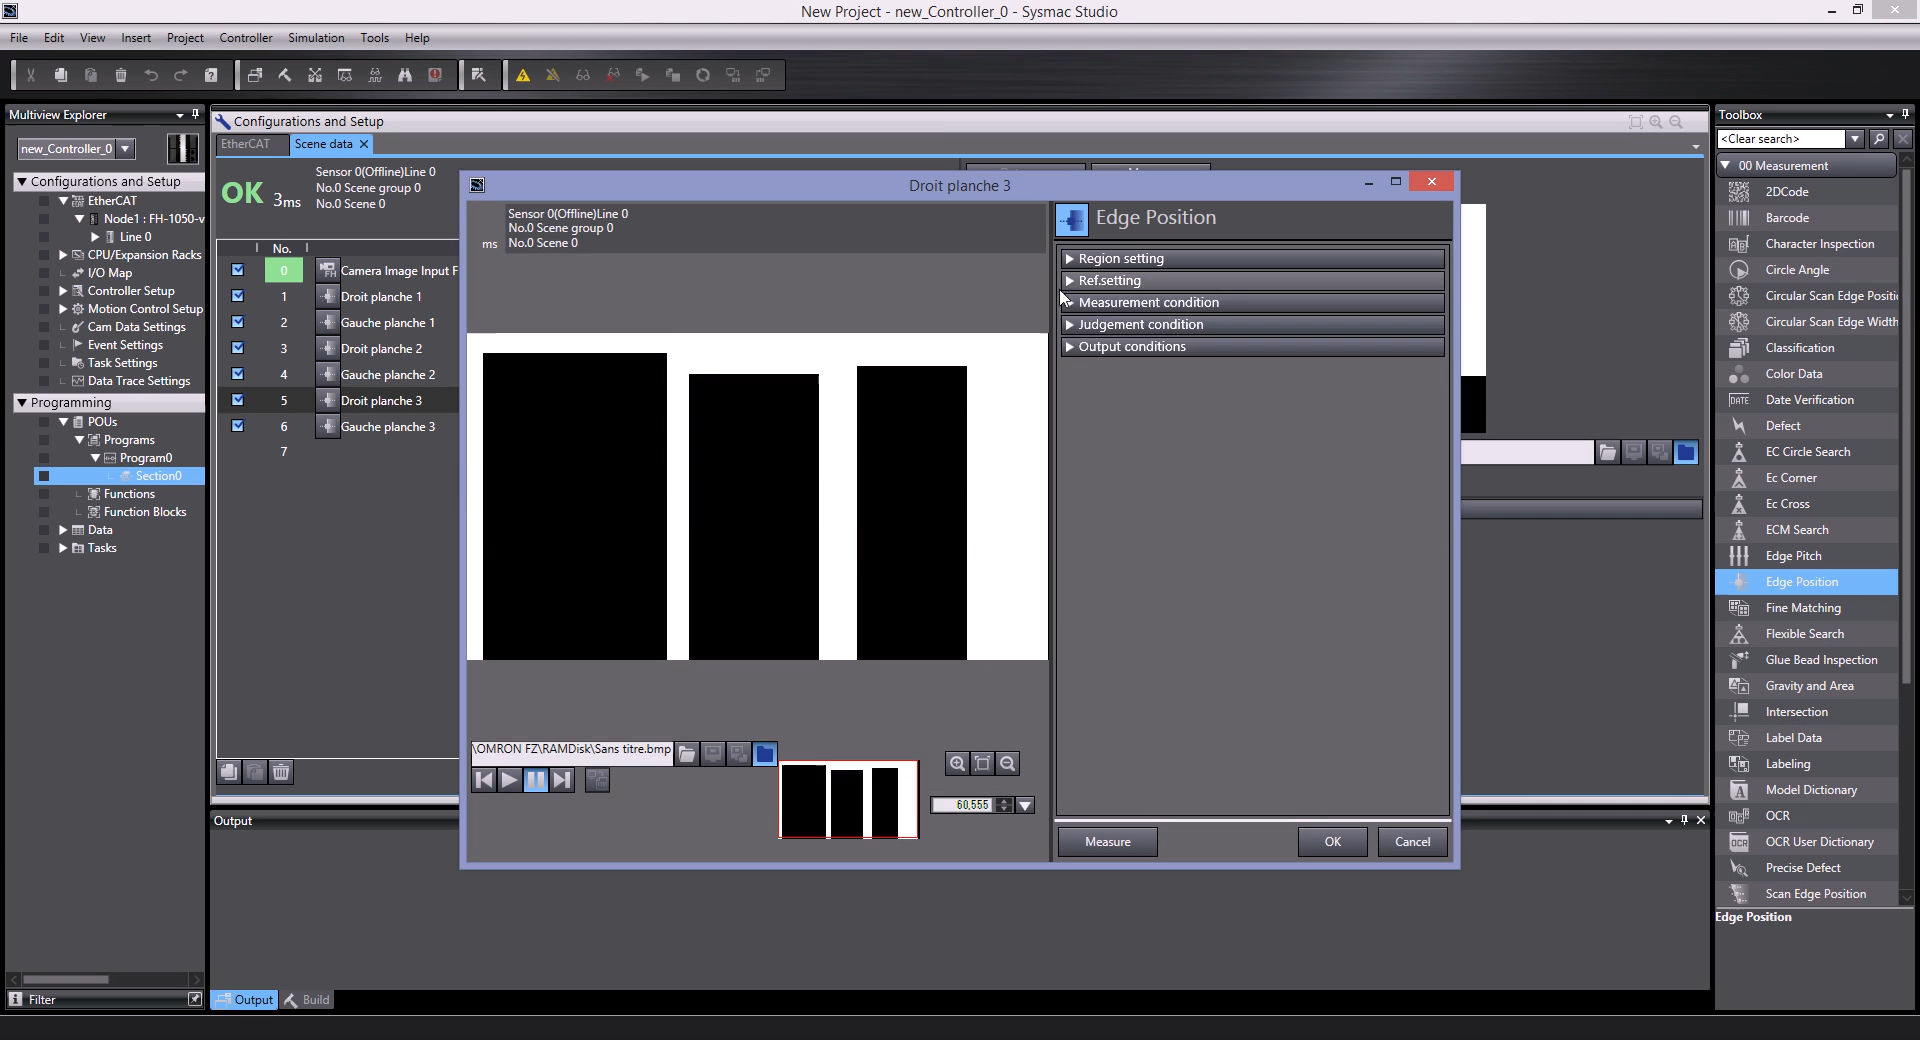 New Project - new_Controller_0 - Sysmac Studio
File Edit View Insert Project Controller Simulation Tools Help
Multiview Explorer
new_Controller_0
Configurations and Setup
EtherCAT
Node1 : FH-1050-v
Line 0
CPU/Expansion Racks
I/O Map
Controller Setup
Motion Control Setup
Cam Data Settings
Event Settings
Task Settings
Data Trace Settings
Programming
POUs
Programs
Program0
Section0
Functions
Function Blocks
Data
Tasks
Filter
Configurations and Setup
EtherCAT Scene data
OK 3ms
Sensor 0(Offline)Line 0
No.0 Scene group 0
No.0 Scene 0
No.
0 Camera Image Input F
1 Droit planche 1
2 Gauche planche 1
3 Droit planche 2
4 Gauche planche 2
5 Droit planche 3
6 Gauche planche 3
7
Droit planche 3
ms
Sensor 0(Offline)Line 0
No.0 Scene group 0
No.0 Scene 0
\OMRON FZ\RAMDisk\Sans titre.bmp
60,555
Edge Position
Region setting
Ref.setting
Measurement condition
Judgement condition
Output conditions
Measure OK Cancel
Output
Output Build
Toolbox
<Clear search>
00 Measurement
2DCode
Barcode
Character Inspection
Circle Angle
Circular Scan Edge Positi
Circular Scan Edge Width
Classification
Color Data
Date Verification
Defect
EC Circle Search
Ec Corner
Ec Cross
ECM Search
Edge Pitch
Edge Position
Fine Matching
Flexible Search
Glue Bead Inspection
Gravity and Area
Intersection
Label Data
Labeling
Model Dictionary
OCR
OCR User Dictionary
Precise Defect
Scan Edge Position
Edge Position